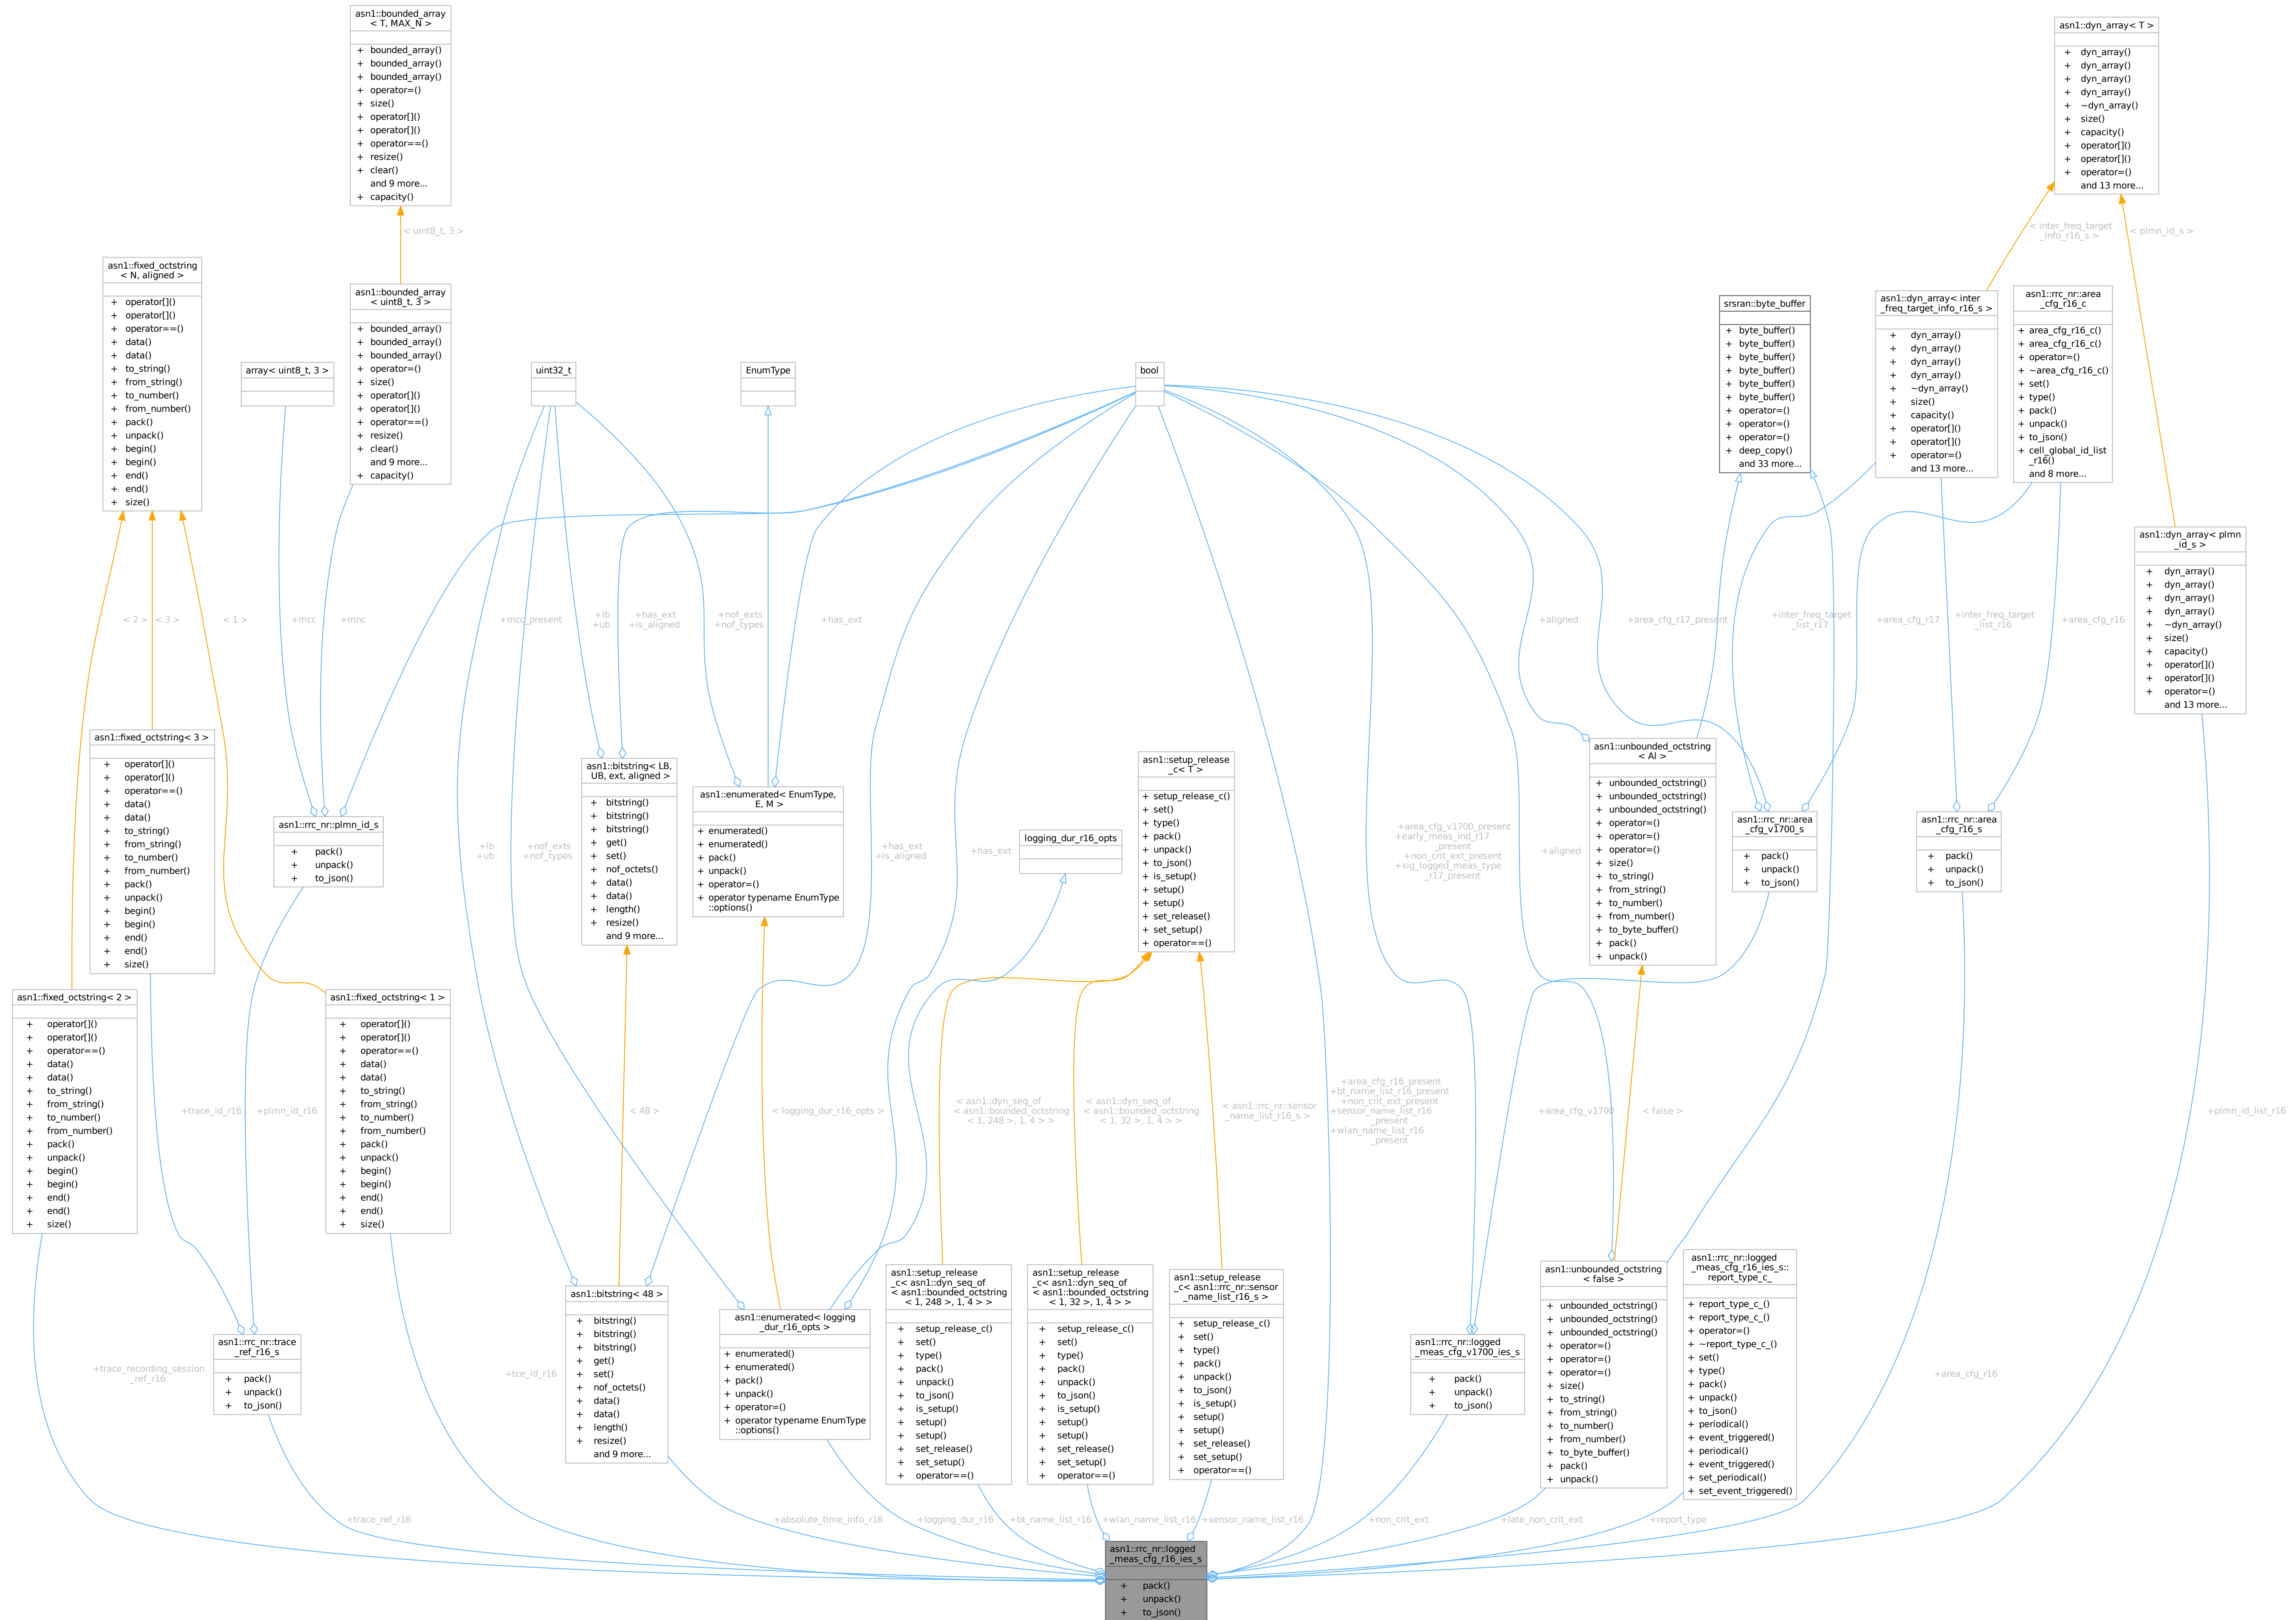 asn1::bounded_array
< T, MAX_N >
+ bounded_array()
+ bounded_array()
+ bounded_array()
+ operator=()
+ size()
+ operator[]()
+ operator[]()
+ operator==()
+ resize()
+ clear()
and 9 more...
+ capacity()
asn1::dyn_array< T >
+ dyn_array()
+ dyn_array()
+ dyn_array()
+ dyn_array()
+ ~dyn_array()
+ size()
+ capacity()
+ operator[]()
+ operator[]()
+ operator=()
and 13 more...
< uint8_t, 3 >
< inter_freq_target
_info_r16_s >
< plmn_id_s >
asn1::fixed_octstring
< N, aligned >
+ operator[]()
+ operator[]()
+ operator==()
+ data()
+ data()
+ to_string()
+ from_string()
+ to_number()
+ from_number()
+ pack()
+ unpack()
+ begin()
+ begin()
+ end()
+ end()
+ size()
array< uint8_t, 3 >
asn1::bounded_array
< uint8_t, 3 >
+ bounded_array()
+ bounded_array()
+ bounded_array()
+ operator=()
+ size()
+ operator[]()
+ operator[]()
+ operator==()
+ resize()
+ clear()
and 9 more...
+ capacity()
uint32_t
EnumType
bool
srsran::byte_buffer
+ byte_buffer()
+ byte_buffer()
+ byte_buffer()
+ byte_buffer()
+ byte_buffer()
+ byte_buffer()
+ operator=()
+ operator=()
+ operator=()
+ deep_copy()
and 33 more...
asn1::dyn_array< inter
_freq_target_info_r16_s >
+ dyn_array()
+ dyn_array()
+ dyn_array()
+ dyn_array()
+ ~dyn_array()
+ size()
+ capacity()
+ operator[]()
+ operator[]()
+ operator=()
and 13 more...
asn1::rrc_nr::area
_cfg_r16_c
+ area_cfg_r16_c()
+ area_cfg_r16_c()
+ operator=()
+ ~area_cfg_r16_c()
+ set()
+ type()
+ pack()
+ unpack()
+ to_json()
+ cell_global_id_list
_r16()
and 8 more...
asn1::dyn_array< plmn
_id_s >
+ dyn_array()
+ dyn_array()
+ dyn_array()
+ dyn_array()
+ ~dyn_array()
+ size()
+ capacity()
+ operator[]()
+ operator[]()
+ operator=()
and 13 more...
< 2 >
< 3 >
< 1 >
+mcc
+mnc
+mcc_present
+lb
+ub
+has_ext
+is_aligned
+nof_exts
+nof_types
+has_ext
+aligned
+area_cfg_r17_present
+inter_freq_target
_list_r17
+area_cfg_r17
+inter_freq_target
_list_r16
+area_cfg_r16
asn1::fixed_octstring< 3 >
+ operator[]()
+ operator[]()
+ operator==()
+ data()
+ data()
+ to_string()
+ from_string()
+ to_number()
+ from_number()
+ pack()
+ unpack()
+ begin()
+ begin()
+ end()
+ end()
+ size()
asn1::rrc_nr::plmn_id_s
+ pack()
+ unpack()
+ to_json()
+lb
+ub
+nof_exts
+nof_types
asn1::bitstring< LB,
UB, ext, aligned >
+ bitstring()
+ bitstring()
+ bitstring()
+ get()
+ set()
+ nof_octets()
+ data()
+ data()
+ length()
+ resize()
and 9 more...
asn1::enumerated< EnumType,
E, M >
+ enumerated()
+ enumerated()
+ pack()
+ unpack()
+ operator=()
+ operator typename EnumType
::options()
+has_ext
+is_aligned
+has_ext
logging_dur_r16_opts
asn1::setup_release
_c< T >
+ setup_release_c()
+ set()
+ type()
+ pack()
+ unpack()
+ to_json()
+ is_setup()
+ setup()
+ setup()
+ set_release()
+ set_setup()
+ operator==()
+area_cfg_v1700_present
+early_meas_ind_r17
_present
+non_crit_ext_present
+sig_logged_meas_type
_r17_present
+aligned
asn1::unbounded_octstring
< Al >
+ unbounded_octstring()
+ unbounded_octstring()
+ unbounded_octstring()
+ operator=()
+ operator=()
+ operator=()
+ size()
+ to_string()
+ from_string()
+ to_number()
+ from_number()
+ to_byte_buffer()
+ pack()
+ unpack()
asn1::rrc_nr::area
_cfg_v1700_s
+ pack()
+ unpack()
+ to_json()
asn1::rrc_nr::area
_cfg_r16_s
+ pack()
+ unpack()
+ to_json()
asn1::fixed_octstring< 2 >
+ operator[]()
+ operator[]()
+ operator==()
+ data()
+ data()
+ to_string()
+ from_string()
+ to_number()
+ from_number()
+ pack()
+ unpack()
+ begin()
+ begin()
+ end()
+ end()
+ size()
+trace_id_r16
+plmn_id_r16
asn1::fixed_octstring< 1 >
+ operator[]()
+ operator[]()
+ operator==()
+ data()
+ data()
+ to_string()
+ from_string()
+ to_number()
+ from_number()
+ pack()
+ unpack()
+ begin()
+ begin()
+ end()
+ end()
+ size()
< 48 >
< logging_dur_r16_opts >
< asn1::dyn_seq_of
< asn1::bounded_octstring
< 1, 248 >, 1, 4 > >
< asn1::dyn_seq_of
< asn1::bounded_octstring
< 1, 32 >, 1, 4 > >
< asn1::rrc_nr::sensor
_name_list_r16_s >
+area_cfg_r16_present
+bt_name_list_r16_present
+non_crit_ext_present
+sensor_name_list_r16
_present
+wlan_name_list_r16
_present
+area_cfg_v1700
< false >
+plmn_id_list_r16
+trace_recording_session
_ref_r16
asn1::rrc_nr::trace
_ref_r16_s
+ pack()
+ unpack()
+ to_json()
+tce_id_r16
asn1::bitstring< 48 >
+ bitstring()
+ bitstring()
+ bitstring()
+ get()
+ set()
+ nof_octets()
+ data()
+ data()
+ length()
+ resize()
and 9 more...
asn1::enumerated< logging
_dur_r16_opts >
+ enumerated()
+ enumerated()
+ pack()
+ unpack()
+ operator=()
+ operator typename EnumType
::options()
asn1::setup_release
_c< asn1::dyn_seq_of
< asn1::bounded_octstring
< 1, 248 >, 1, 4 > >
+ setup_release_c()
+ set()
+ type()
+ pack()
+ unpack()
+ to_json()
+ is_setup()
+ setup()
+ setup()
+ set_release()
+ set_setup()
+ operator==()
asn1::setup_release
_c< asn1::dyn_seq_of
< asn1::bounded_octstring
< 1, 32 >, 1, 4 > >
+ setup_release_c()
+ set()
+ type()
+ pack()
+ unpack()
+ to_json()
+ is_setup()
+ setup()
+ setup()
+ set_release()
+ set_setup()
+ operator==()
asn1::setup_release
_c< asn1::rrc_nr::sensor
_name_list_r16_s >
+ setup_release_c()
+ set()
+ type()
+ pack()
+ unpack()
+ to_json()
+ is_setup()
+ setup()
+ setup()
+ set_release()
+ set_setup()
+ operator==()
asn1::rrc_nr::logged
_meas_cfg_v1700_ies_s
+ pack()
+ unpack()
+ to_json()
asn1::unbounded_octstring
< false >
+ unbounded_octstring()
+ unbounded_octstring()
+ unbounded_octstring()
+ operator=()
+ operator=()
+ operator=()
+ size()
+ to_string()
+ from_string()
+ to_number()
+ from_number()
+ to_byte_buffer()
+ pack()
+ unpack()
asn1::rrc_nr::logged
_meas_cfg_r16_ies_s::
report_type_c_
+ report_type_c_()
+ report_type_c_()
+ operator=()
+ ~report_type_c_()
+ set()
+ type()
+ pack()
+ unpack()
+ to_json()
+ periodical()
+ event_triggered()
+ periodical()
+ event_triggered()
+ set_periodical()
+ set_event_triggered()
+area_cfg_r16
+trace_ref_r16
+absolute_time_info_r16
+logging_dur_r16
+bt_name_list_r16
+wlan_name_list_r16
+sensor_name_list_r16
+non_crit_ext
+late_non_crit_ext
+report_type
asn1::rrc_nr::logged
_meas_cfg_r16_ies_s
+ pack()
+ unpack()
+ to_json()